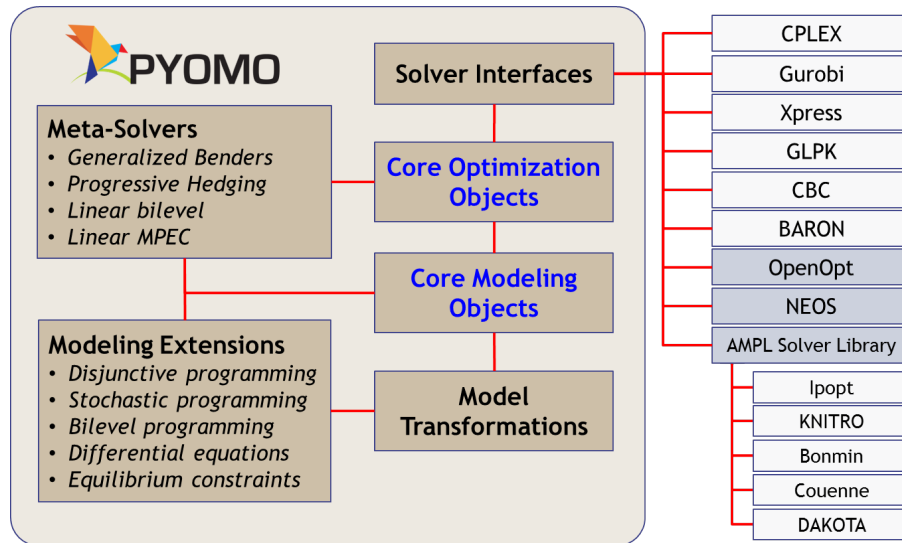 PYOMO
Solver Interfaces
Meta-Solvers
• Generalized Benders
• Progressive Hedging
• Linear bilevel
• Linear MPEC
Core Optimization
Objects
Core Modeling
Objects
Modeling Extensions
• Disjunctive programming
• Stochastic programming
• Bilevel programming
• Differential equations
• Equilibrium constraints
Model
Transformations
CPLEX
Gurobi
Xpress
GLPK
CBC
BARON
OpenOpt
NEOS
AMPL Solver Library
Ipopt
KNITRO
Bonmin
Couenne
DAKOTA